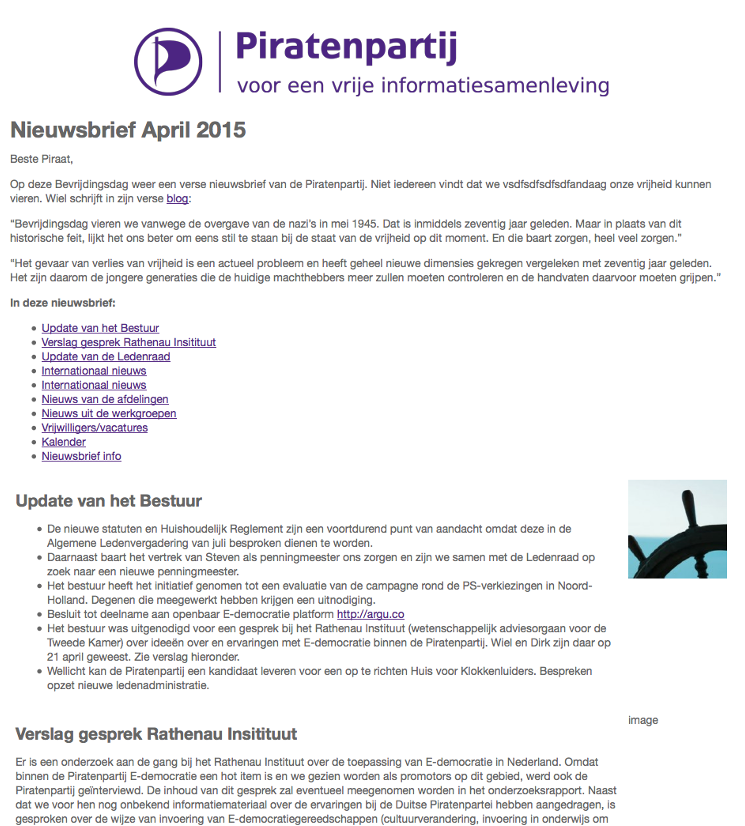 Piratenpartij
voor een vrije informatiesamenleving
Nieuwsbrief April 2015
Beste Piraat,
Op deze Bevrijdingsdag weer een verse nieuwsbrief van de Piratenpartij. Niet iedereen vindt dat we vsdfsdfsdfsdfandaag onze vrijheid kunnen
vieren. Wiel schrijft in zijn verse blog:
"Bevrijdingsdag vieren we vanwege de overgave van de nazi's in mei 1945. Dat is inmiddels zeventig jaar geleden. Maar in plaats van dit
historische feit, lijkt het ons beter om eens stil te staan bij de staat van de vrijheid op dit moment. En die baart zorgen, heel veel zorgen."
"Het gevaar van verlies van vrijheid is een actueel probleem en heeft geheel nieuwe dimensies gekregen vergeleken met zeventig jaar geleden.
Het zijn daarom de jongere generaties die de huidige machthebbers meer zullen moeten controleren en de handvaten daarvoor moeten grijpen."
In deze nieuwsbrief:
• Update van het Bestuur
• Verslag gesprek Rathenau Insitituut
• Update van de Ledenraad
• Internationaal nieuws
• Internationaal nieuws
• Nieuws van de afdelingen
• Nieuws uit de werkgroepen
• Vrijwilligers/vacatures
• Kalender
• Nieuwsbrief info
Update van het Bestuur
• De nieuwe statuten en Huishoudelijk Reglement zijn een voortdurend punt van aandacht omdat deze in de
Algemene Ledenvergadering van juli besproken dienen te worden.
• Daarnaast baart het vertrek van Steven als penningmeester ons zorgen en zijn we samen met de Ledenraad op
zoek naar een nieuwe penningmeester.
• Het bestuur heeft het initiatief genomen tot een evaluatie van de campagne rond de PS-verkiezingen in Noord-
Holland. Degenen die meegewerkt hebben krijgen een uitnodiging.
• Besluit tot deelname aan openbaar E-democratie platform http://argu.co
• Het bestuur was uitgenodigd voor een gesprek bij het Rathenau Instituut (wetenschappelijk adviesorgaan voor de
Tweede Kamer) over ideeën over en ervaringen met E-democratie binnen de Piratenpartij. Wiel en Dirk zijn daar op
21 april geweest. Zie verslag hieronder.
• Wellicht kan de Piratenpartij een kandidaat leveren voor een op te richten Huis voor Klokkenluiders. Bespreken
opzet nieuwe ledenadministratie.
image
Verslag gesprek Rathenau Insitituut
Er is een onderzoek aan de gang bij het Rathenau Instituut over de toepassing van E-democratie in Nederland. Omdat
binnen de Piratenpartij E-democratie een hot item is en we gezien worden als promotors op dit gebied, werd ook de
Piratenpartij geïnterviewd. De inhoud van dit gesprek zal eventueel meegenomen worden in het onderzoeksrapport. Naast
dat we voor hen nog onbekend informatiemateriaal over de ervaringen bij de Duitse Piratenpartei hebben aangedragen, is
gesproken over de wijze van invoering van E-democratiegereedschappen (cultuurverandering, invoering in onderwijs om